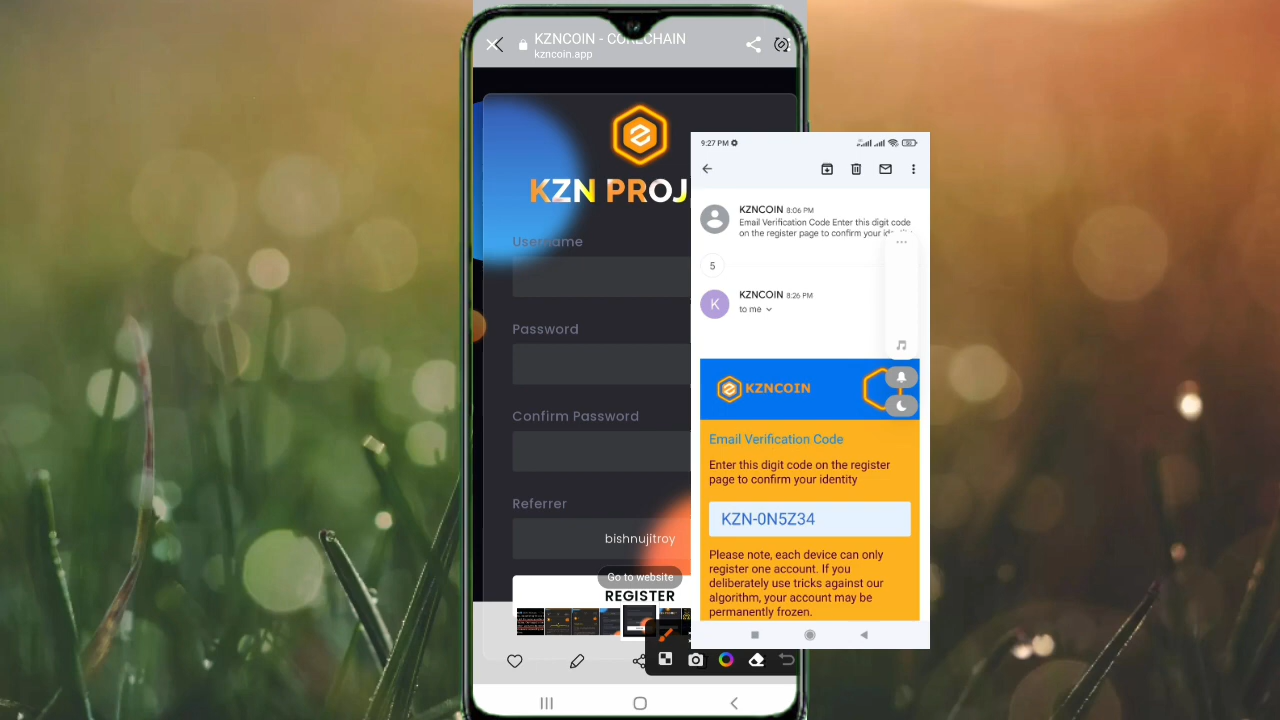 KZNCOIN - CORECHAIN
kzncoin.app
KZN PROJ
Username
Password
Confirm Password
Referrer
bishnujítroy
Go to website
REGISTER
9:27 PM
KZNCOIN 8:06 PM
Email Verification Code Enter this digit code
on the register page to confirm your identity
5
K
KZNCOIN 8:26 PM
to me
KZNCOIN
Email Verification Code
Enter this digit code on the register
page to confirm your identity
KZN-0N5Z34
Please note, each device can only
register one account. If you
deliberately use tricks against our
algorithm, your account may be
permanently frozen.